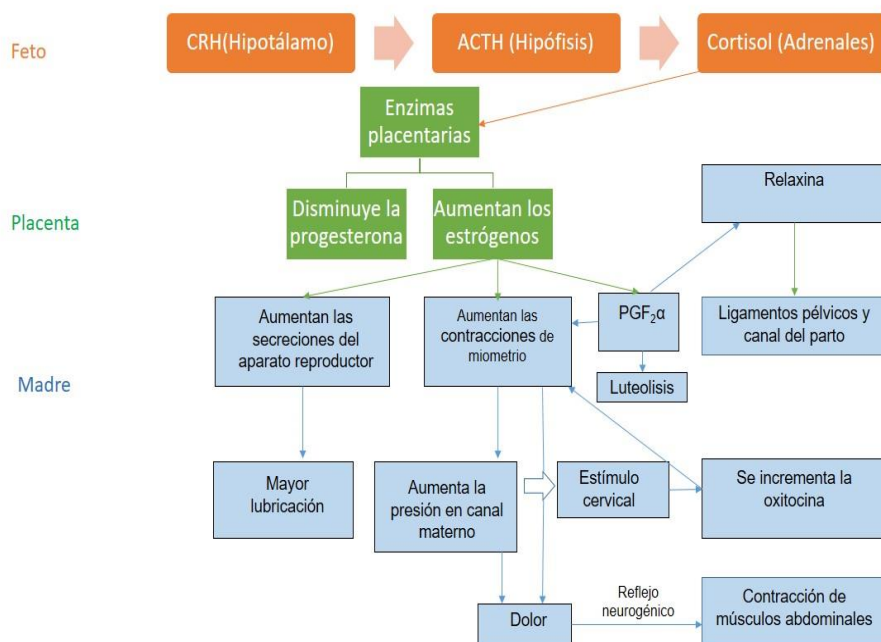 Feto
CRH(Hipotálamo)
ACTH (Hipófisis)
Cortisol (Adrenales)
Enzimas
placentarias
Placenta
Disminuye la
progesterona
Aumentan los
estrógenos
Relaxina
Madre
Aumentan las
secreciones del
aparato reproductor
Aumentan las
contracciones de
miometrio
PGF₂α
Ligamentos pélvicos y
canal del parto
Luteolisis
Mayor
lubricación
Aumenta la
presión en canal
materno
Estímulo
cervical
Se incrementa la
oxitocina
Dolor
Reflejo
neurogénico
Contracción de
músculos abdominales